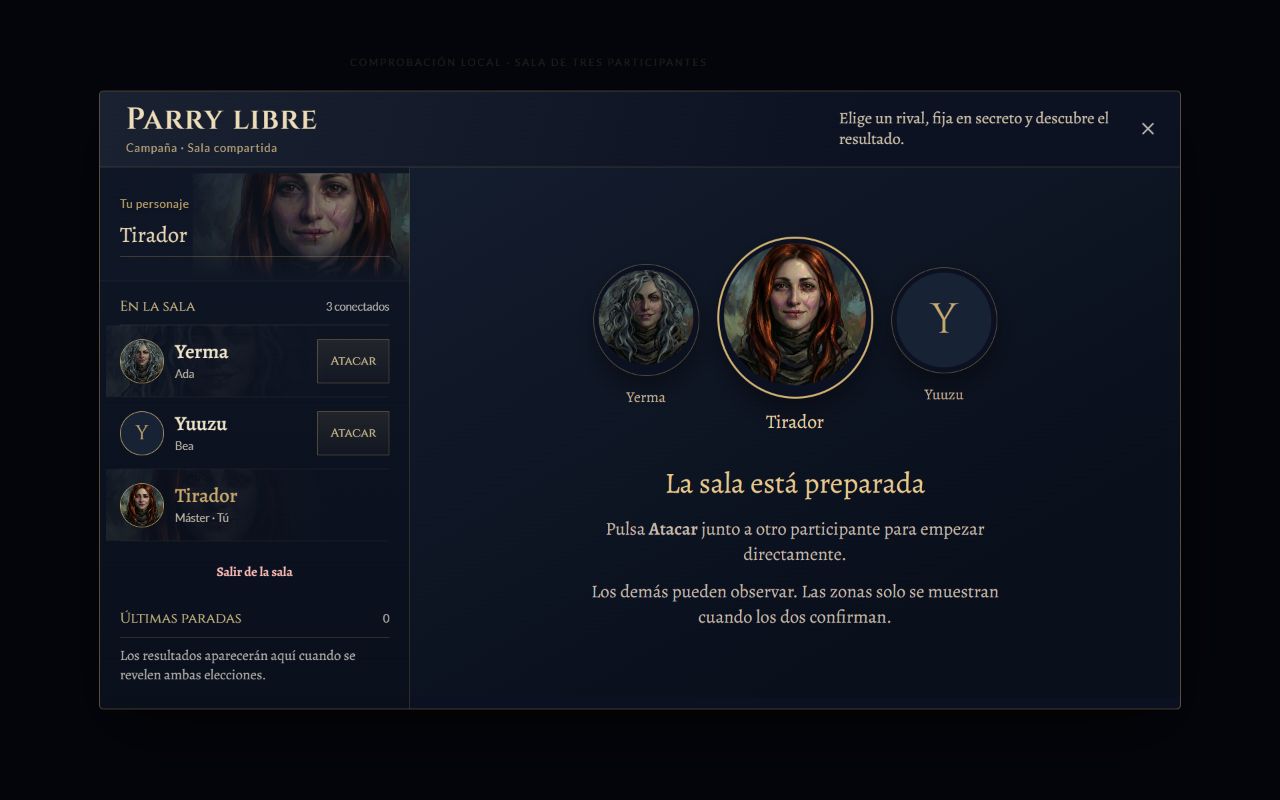 COMPROBACIÓN LOCAL · SALA DE TRES PARTICIPANTES
PARRY LIBRE
Campaña · Sala compartida
Elige un rival, fija en secreto y descubre el
resultado.
Tu personaje
Tirador
EN LA SALA
3 conectados
Yerma
Ada
ATACAR
Y
Yuuzu
Bea
ATACAR
Tirador
Máster · Tú
Salir de la sala
ÚLTIMAS PARADAS
0
Los resultados aparecerán aquí cuando se
revelen ambas elecciones.
Yerma
Tirador
Y
Yuuzu
La sala está preparada
Pulsa Atacar junto a otro participante para empezar
directamente.
Los demás pueden observar. Las zonas solo se muestran
cuando los dos confirman.